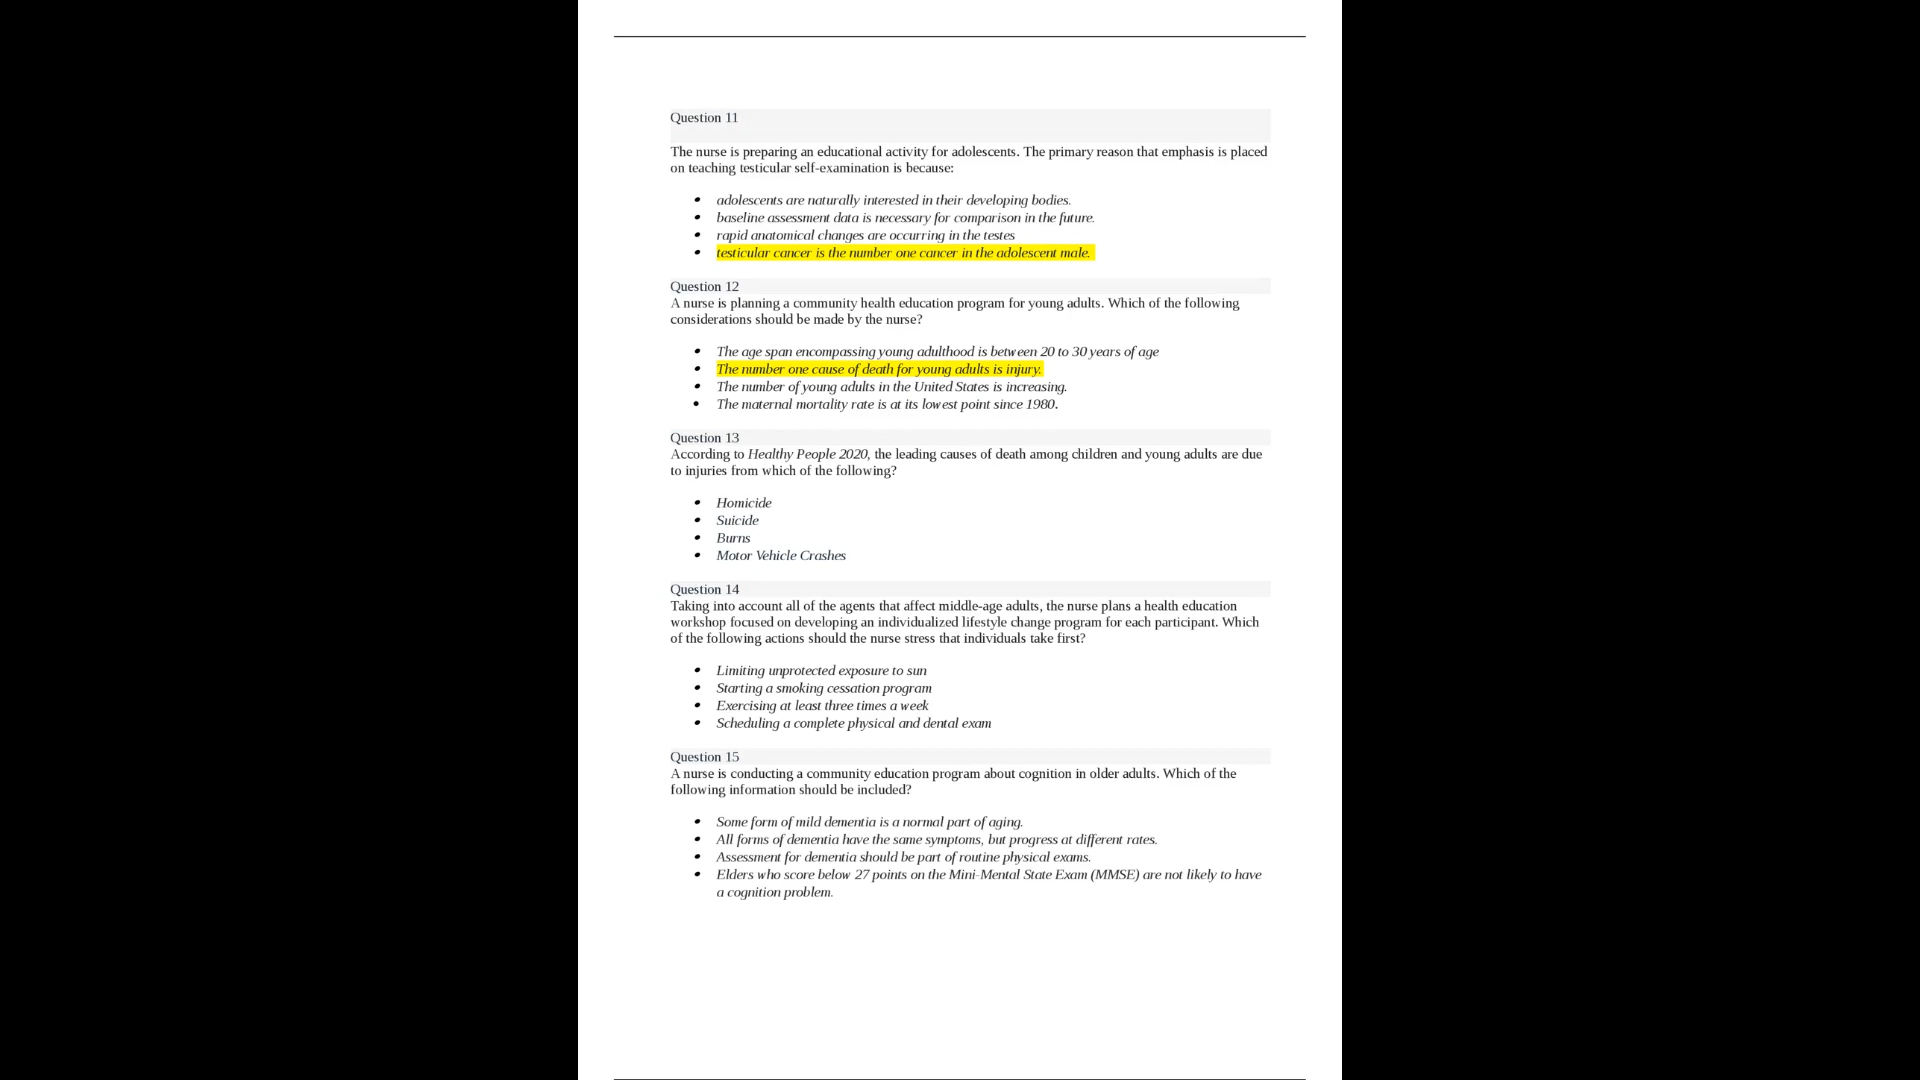 Question 11
The nurse is preparing an educational activity for adolescents. The primary reason that emphasis is placed
on teaching testicular self-examination is because:
• adolescents are naturally interested in their developing bodies.
• baseline assessment data is necessary for comparison in the future.
• rapid anatomical changes are occurring in the testes
• testicular cancer is the number one cancer in the adolescent male.
Question 12
A nurse is planning a community health education program for young adults. Which of the following
considerations should be made by the nurse?
• The age span encompassing young adulthood is between 20 to 30 years of age
• The number one cause of death for young adults is injury.
• The number of young adults in the United States is increasing.
• The maternal mortality rate is at its lowest point since 1980.
Question 13
According to Healthy People 2020, the leading causes of death among children and young adults are due
to injuries from which of the following?
• Homicide
• Suicide
• Burns
• Motor Vehicle Crashes
Question 14
Taking into account all of the agents that affect middle-age adults, the nurse plans a health education
workshop focused on developing an individualized lifestyle change program for each participant. Which
of the following actions should the nurse stress that individuals take first?
• Limiting unprotected exposure to sun
• Starting a smoking cessation program
• Exercising at least three times a week
• Scheduling a complete physical and dental exam
Question 15
A nurse is conducting a community education program about cognition in older adults. Which of the
following information should be included?
• Some form of mild dementia is a normal part of aging.
• All forms of dementia have the same symptoms, but progress at different rates.
• Assessment for dementia should be part of routine physical exams.
• Elders who score below 27 points on the Mini-Mental State Exam (MMSE) are not likely to have
a cognition problem.